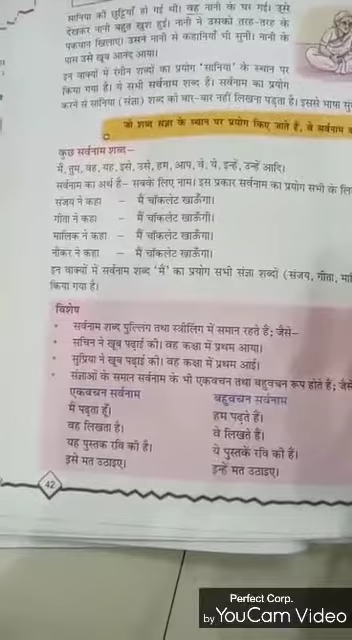 सानिया की छुट्टियाँ हो गई थी। वह नानी के घर गई। उसे
देखकर नानी बहुत खुश हुई। नानी ने उसको तरह-तरह के
पकवान खिलाए। उसने नानी से कहानियाँ भी सुनी। नानी के
पास उसे खूब आनंद आया।
इन वाक्यों में रंगीन शब्दों का प्रयोग 'सानिया' के स्थान पर
किया गया है। ये सभी सर्वनाम शब्द हैं। सर्वनाम का प्रयोग
करने से सानिया (संज्ञा) शब्द को बार-बार नहीं लिखना पड़ता है। इससे भाषा
जो शब्द संज्ञा के स्थान पर प्रयोग किए जाते हैं, वे सर्वनाम
कुछ सर्वनाम शब्द –
मैं, तुम, वह, यह, इसे, उसे, हम, आप, वे, ये, इन्हें, उन्हें आदि।
सर्वनाम का अर्थ है – सबके लिए नाम। इस प्रकार सर्वनाम का प्रयोग सभी के
संजय ने कहा – मैं चॉकलेट खाऊँगा।
गीता ने कहा – मैं चॉकलेट खाऊँगी।
मालिक ने कहा – मैं चॉकलेट खाऊँगा।
नौकर ने कहा – मैं चॉकलेट खाऊँगा।
इन वाक्यों में सर्वनाम शब्द 'मैं' का प्रयोग सभी संज्ञा शब्दों (संजय, गीता,
किया गया है।
विशेष
• सर्वनाम शब्द पुल्लिंग तथा स्त्रीलिंग में समान रहते हैं; जैसे–
• सचिन ने खूब पढ़ाई की। वह कक्षा में प्रथम आया।
• सुप्रिया ने खूब पढ़ाई की। वह कक्षा में प्रथम आई।
• संज्ञाओं के समान सर्वनाम के भी एकवचन तथा बहुवचन रूप होते हैं;
एकवचन सर्वनाम बहुवचन सर्वनाम
मैं पढ़ता हूँ। हम पढ़ते हैं।
वह लिखता है। वे लिखते हैं।
यह पुस्तक रवि की है। ये पुस्तकें रवि की हैं।
इसे मत उठाइए। इन्हें मत उठाइए।
42
Perfect Corp.
by YouCam Video